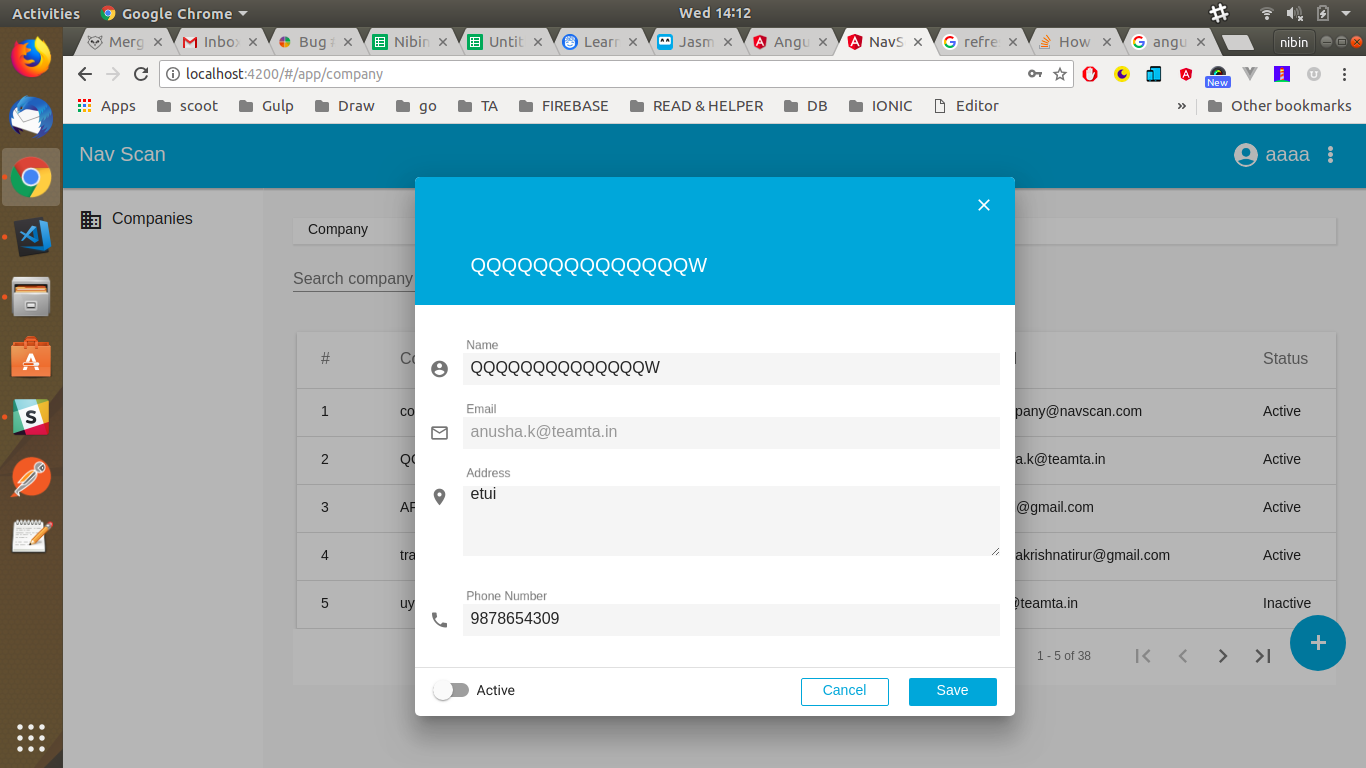 Activities Google Chrome Wed 14:12
Merg Inbox Bug # Nibin Untit Learn Jasm Angu NavS refre How angu nibin
localhost:4200/#/app/company New
Apps scoot Gulp Draw go TA FIREBASE READ & HELPER DB IONIC Editor » Other bookmarks
Nav Scan aaaa
Companies
Company
Search company
QQQQQQQQQQQQQQW
# Co Status
1 co pany@navscan.com Active
2 QQ a.k@teamta.in Active
3 AF @gmail.com Active
4 tra akrishnatirur@gmail.com Active
5 uy @teamta.in Inactive
1 - 5 of 38
Name
QQQQQQQQQQQQQQW
Email
anusha.k@teamta.in
Address
etui
Phone Number
9878654309
Active Cancel Save